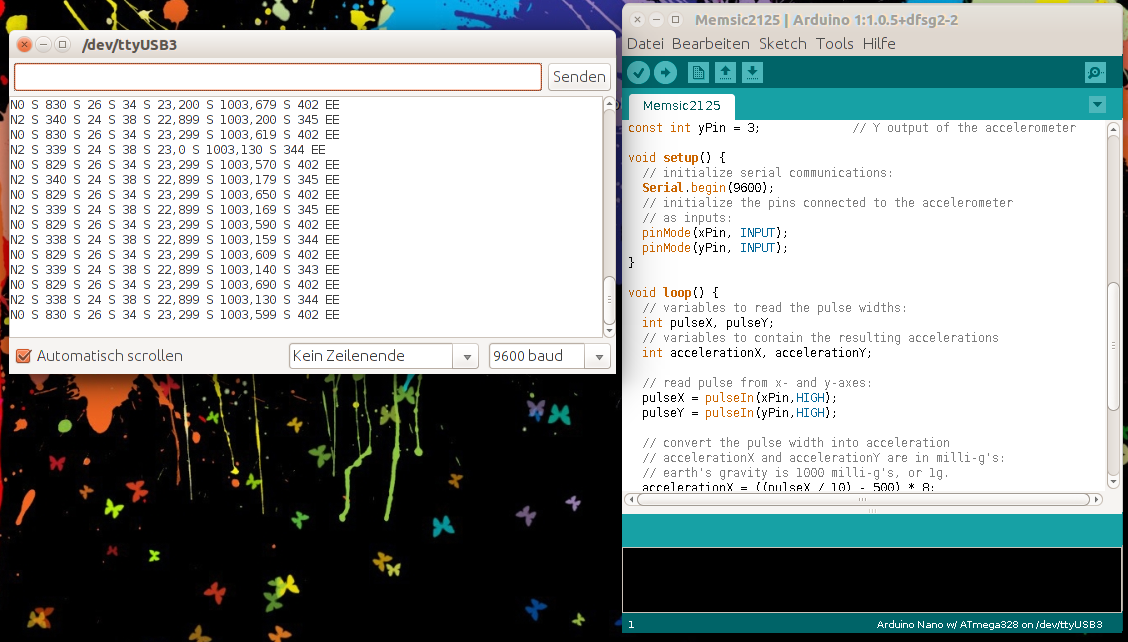 /dev/ttyUSB3
Senden
N0 S 830 S 26 S 34 S 23,200 S 1003,679 S 402 EE
N2 S 340 S 24 S 38 S 22,899 S 1003,200 S 345 EE
N0 S 830 S 26 S 34 S 23,299 S 1003,619 S 402 EE
N2 S 339 S 24 S 38 S 23,0 S 1003,130 S 344 EE
N0 S 829 S 26 S 34 S 23,299 S 1003,570 S 402 EE
N2 S 340 S 24 S 38 S 22,899 S 1003,179 S 345 EE
N0 S 829 S 26 S 34 S 23,299 S 1003,650 S 402 EE
N2 S 339 S 24 S 38 S 22,899 S 1003,169 S 345 EE
N0 S 829 S 26 S 34 S 23,299 S 1003,590 S 402 EE
N2 S 338 S 24 S 38 S 22,899 S 1003,159 S 344 EE
N0 S 829 S 26 S 34 S 23,299 S 1003,609 S 402 EE
N2 S 339 S 24 S 38 S 22,899 S 1003,140 S 343 EE
N0 S 829 S 26 S 34 S 23,299 S 1003,690 S 402 EE
N2 S 338 S 24 S 38 S 22,899 S 1003,130 S 344 EE
N0 S 830 S 26 S 34 S 23,299 S 1003,599 S 402 EE
Automatisch scrollen
Kein Zeilenende
9600 baud
Memsic2125 | Arduino 1:1.0.5+dfsg2-2
Datei Bearbeiten Sketch Tools Hilfe
Memsic2125
const int yPin = 3; // Y output of the accelerometer
void setup() {
// initialize serial communications:
Serial.begin(9600);
// initialize the pins connected to the accelerometer
// as inputs:
pinMode(xPin, INPUT);
pinMode(yPin, INPUT);
}
void loop() {
// variables to read the pulse widths:
int pulseX, pulseY;
// variables to contain the resulting accelerations
int accelerationX, accelerationY;
// read pulse from x- and y-axes:
pulseX = pulseIn(xPin,HIGH);
pulseY = pulseIn(yPin,HIGH);
// convert the pulse width into acceleration
// accelerationX and accelerationY are in milli-g's:
// earth's gravity is 1000 milli-g's, or 1g.
accelerationX = ((pulseX / 10) - 500) * 8;
1
Arduino Nano w/ ATmega328 on /dev/ttyUSB3